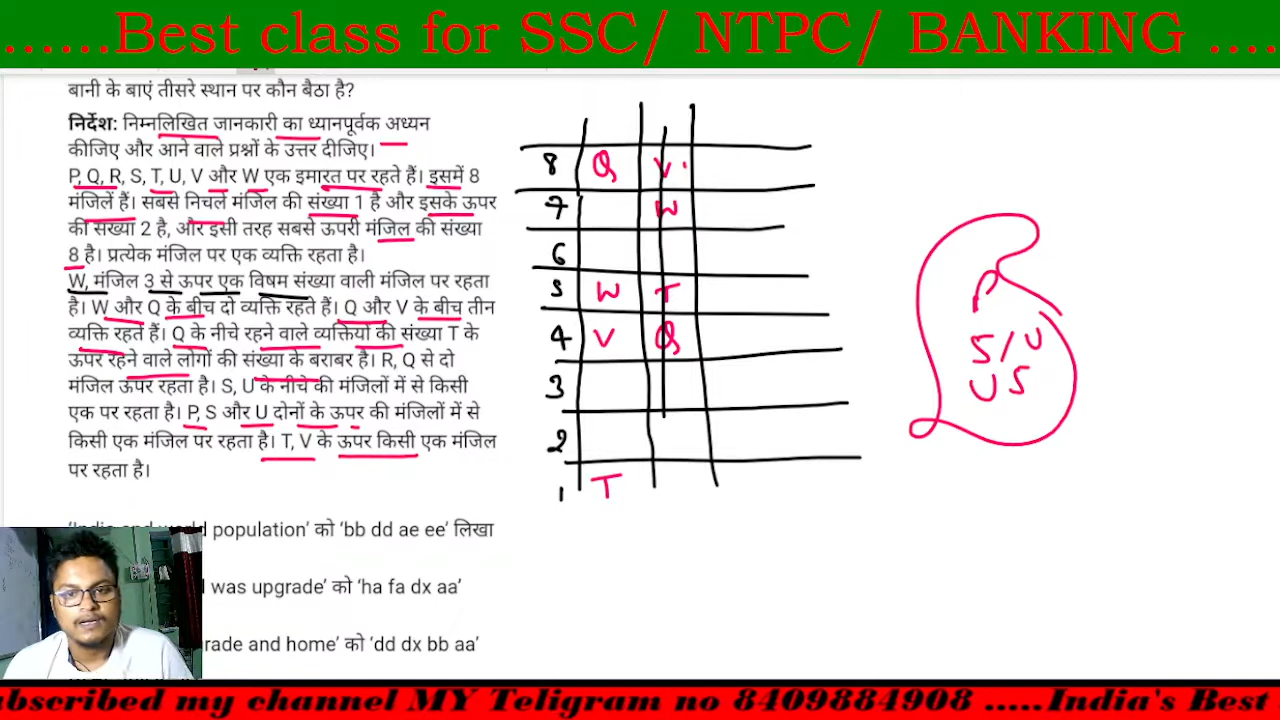 ......Best class for SSC/ NTPC/ BANKING ....
बानी के बाएं तीसरे स्थान पर कौन बैठा है?
निर्देश: निम्नलिखित जानकारी का ध्यानपूर्वक अध्यन
कीजिए और आने वाले प्रश्नों के उत्तर दीजिए।
P, Q, R, S, T, U, V और W एक इमारत पर रहते हैं। इसमें 8
मंजिलें हैं। सबसे निचले मंजिल की संख्या 1 है और इसके ऊपर
की संख्या 2 है, और इसी तरह सबसे ऊपरी मंजिल की संख्या
8 है। प्रत्येक मंजिल पर एक व्यक्ति रहता है।
W, मंजिल 3 से ऊपर एक विषम संख्या वाली मंजिल पर रहता
है। W और Q के बीच दो व्यक्ति रहते हैं। Q और V के बीच तीन
व्यक्ति रहते हैं। Q के नीचे रहने वाले व्यक्तियों की संख्या T के
ऊपर रहने वाले लोगों की संख्या के बराबर है। R, Q से दो
मंजिल ऊपर रहता है। S, U के नीचे की मंजिलों में से किसी
एक पर रहता है। P, S और U दोनों के ऊपर की मंजिलों में से
किसी एक मंजिल पर रहता है। T, V के ऊपर किसी एक मंजिल
पर रहता है।
8 Q V
7 W
6
5 W T
4 V Q
3
2
1 T
S/U
U S
population' को 'bb dd ae ee' लिखा
was upgrade' को 'ha fa dx aa'
rade and home' को 'dd dx bb aa'
ubscribed my channel MY Teligram no 8409884908 .....India's Best